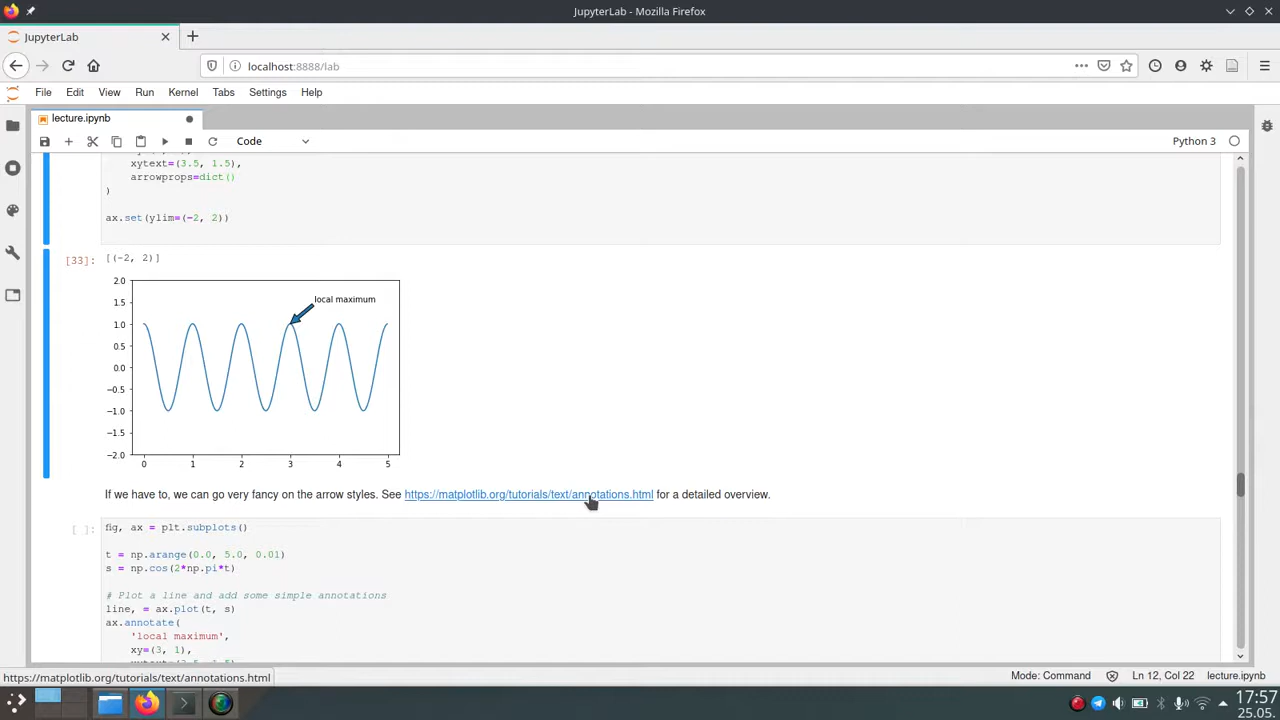 JupyterLab — Mozilla Firefox
JupyterLab
localhost:8888/lab
File Edit View Run Kernel Tabs Settings Help
lecture.ipynb
Code
Python 3
xytext=(3.5, 1.5),
arrowprops=dict()
)
ax.set(ylim=(-2, 2))
[33]:
[(-2, 2)]
2.0
1.5
1.0
0.5
0.0
−0.5
−1.0
−1.5
−2.0
local maximum
0 1 2 3 4 5
If we have to, we can go very fancy on the arrow styles. See https://matplotlib.org/tutorials/text/annotations.html for a detailed overview.
[ ]:
fig, ax = plt.subplots()
t = np.arange(0.0, 5.0, 0.01)
s = np.cos(2*np.pi*t)
# Plot a line and add some simple annotations
line, = ax.plot(t, s)
ax.annotate(
'local maximum',
xy=(3, 1),
https://matplotlib.org/tutorials/text/annotations.html
Mode: Command
Ln 12, Col 22
lecture.ipynb
17:57
25.05.